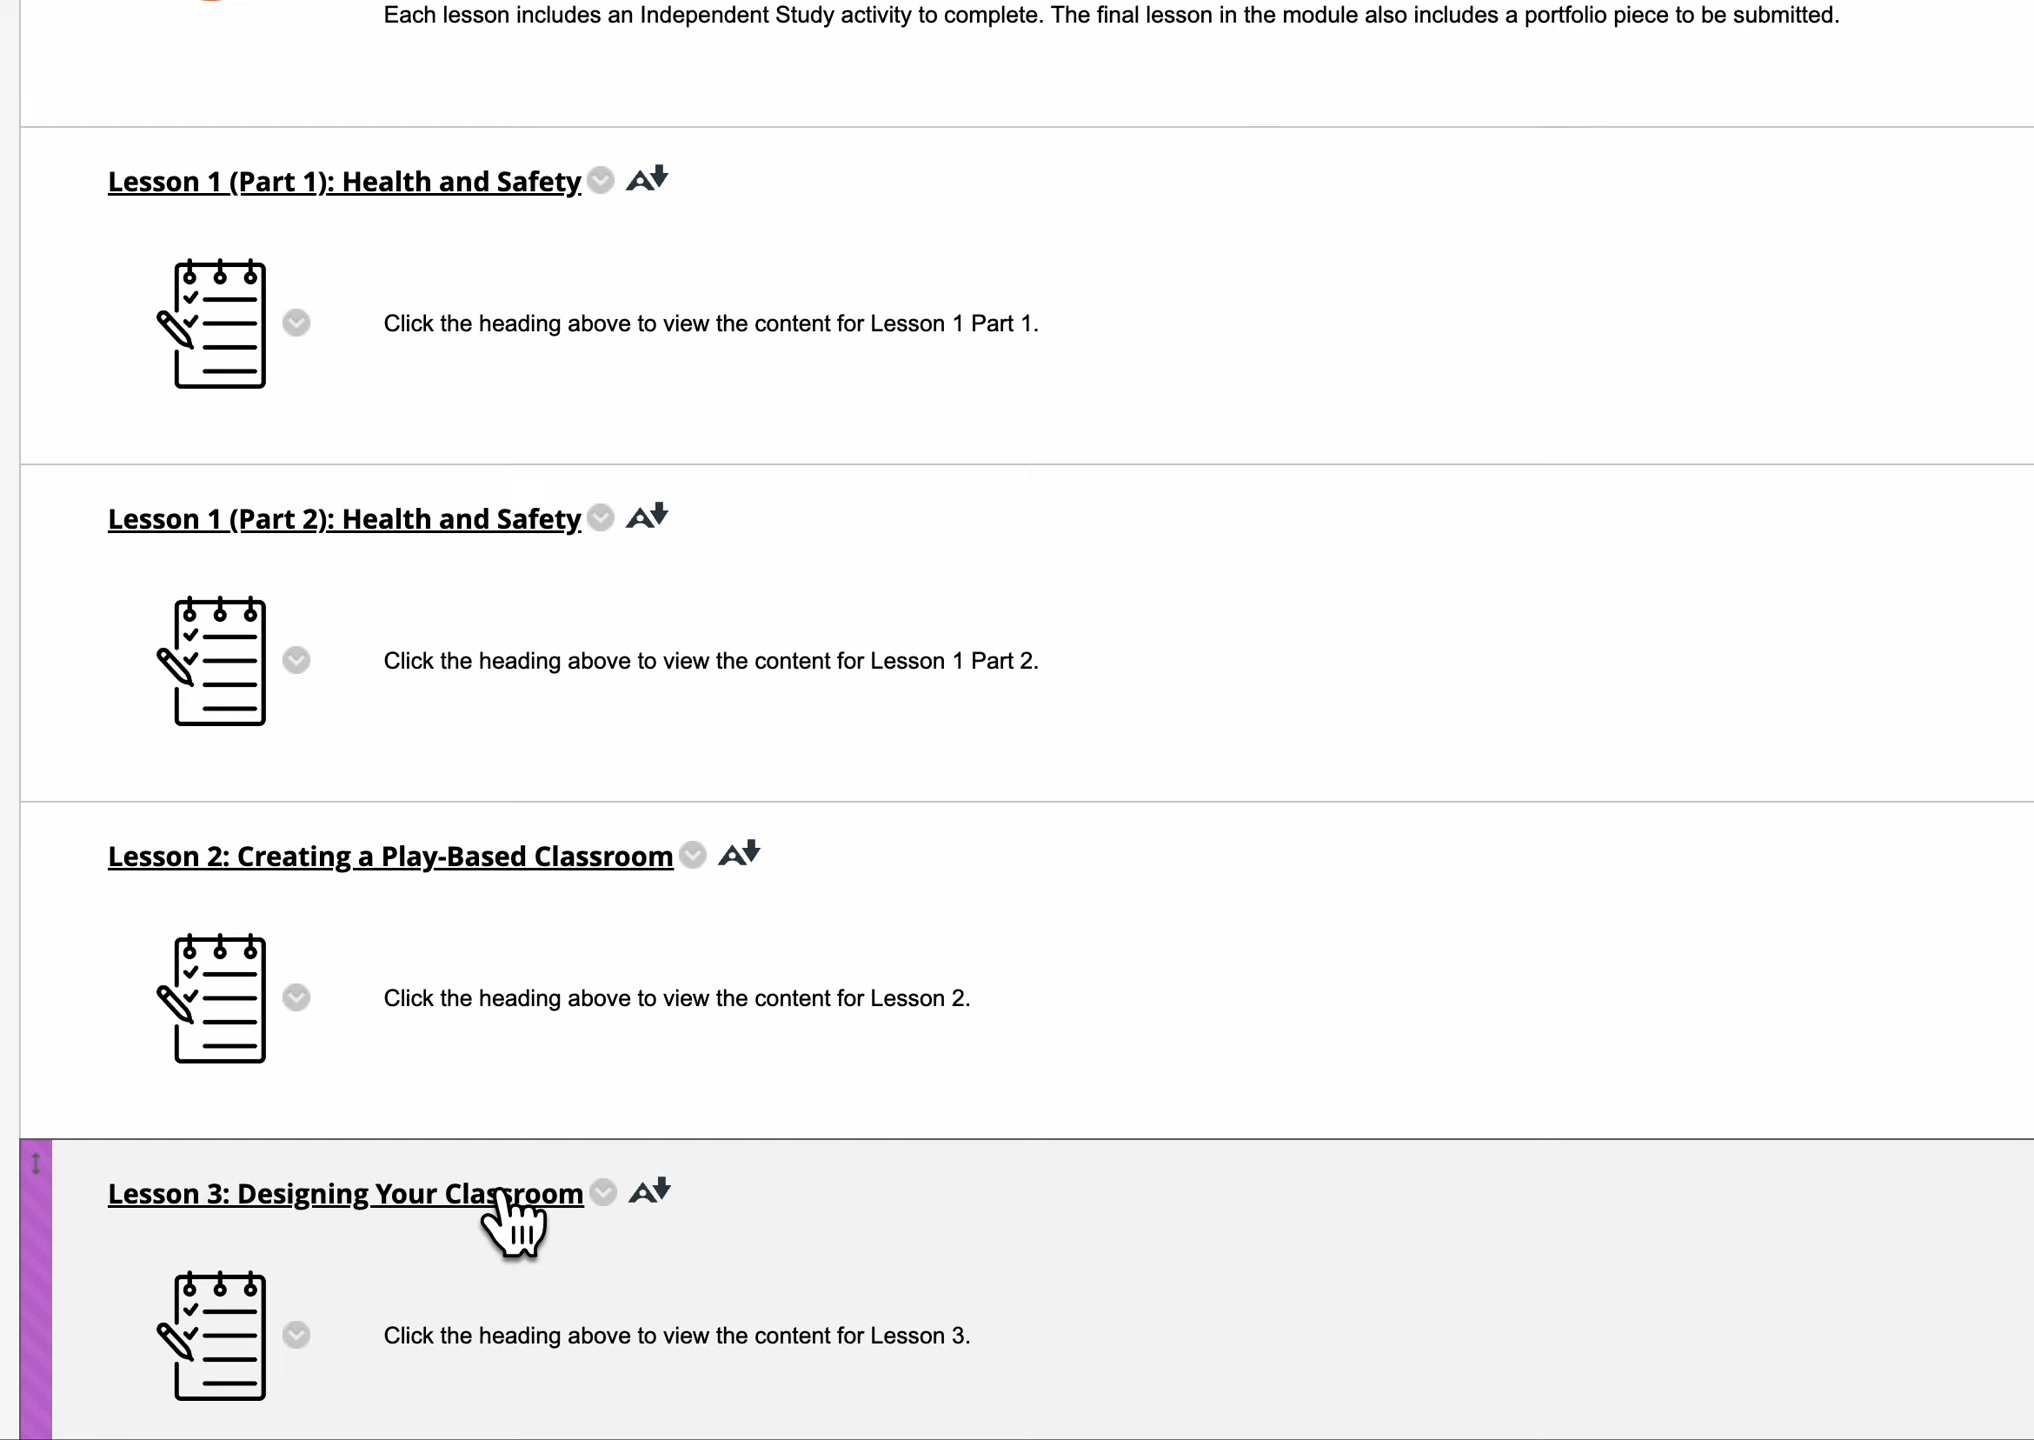 Each lesson includes an Independent Study activity to complete. The final lesson in the module also includes a portfolio piece to be submitted.
Lesson 1 (Part 1): Health and Safety
Click the heading above to view the content for Lesson 1 Part 1.
Lesson 1 (Part 2): Health and Safety
Click the heading above to view the content for Lesson 1 Part 2.
Lesson 2: Creating a Play-Based Classroom
Click the heading above to view the content for Lesson 2.
Lesson 3: Designing Your Classroom
Click the heading above to view the content for Lesson 3.